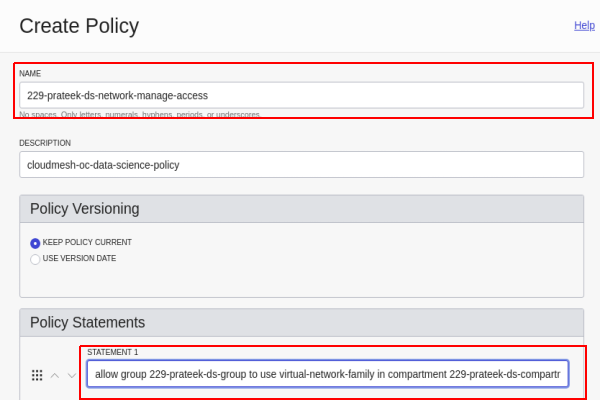 Create Policy
Help
NAME
229-prateek-ds-network-manage-access
No spaces. Only letters, numerals, hyphens, periods, or underscores.
DESCRIPTION
cloudmesh-oc-data-science-policy
Policy Versioning
KEEP POLICY CURRENT
USE VERSION DATE
Policy Statements
STATEMENT 1
allow group 229-prateek-ds-group to use virtual-network-family in compartment 229-prateek-ds-compartr